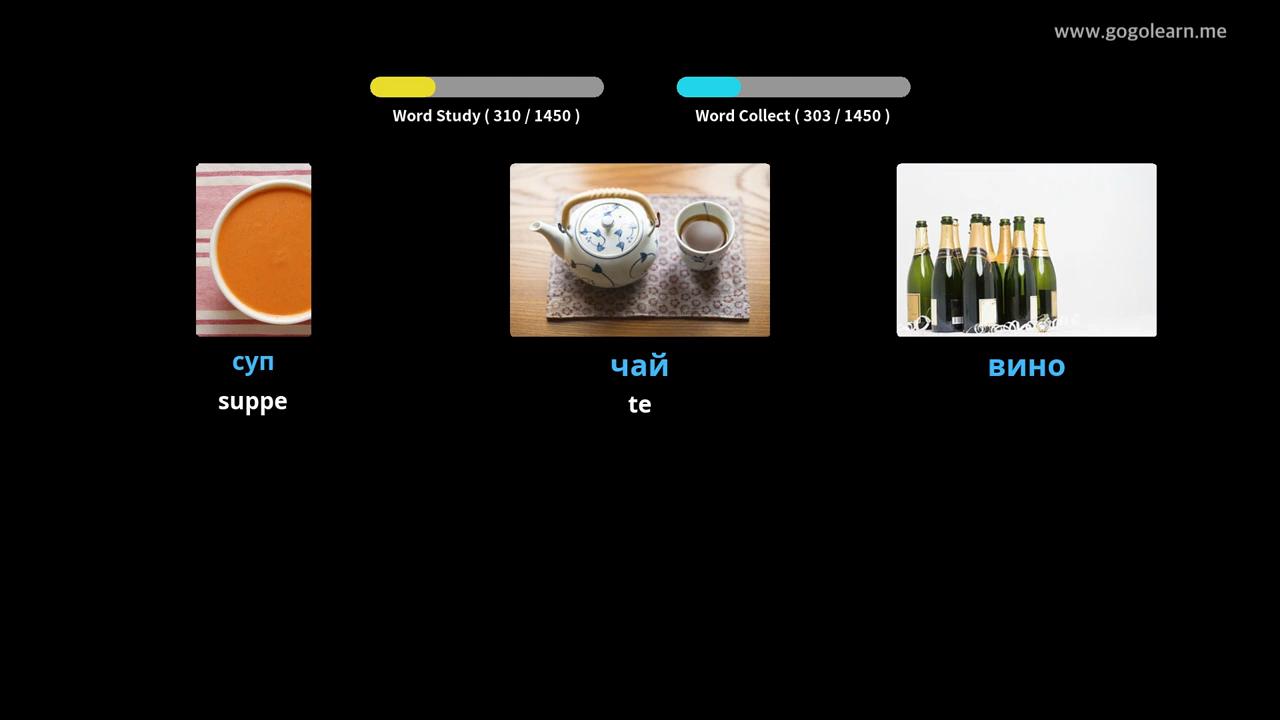 www.gogolearn.me
Word Study ( 310 / 1450 )
Word Collect ( 303 / 1450 )
суп
чай
вино
suppe
te